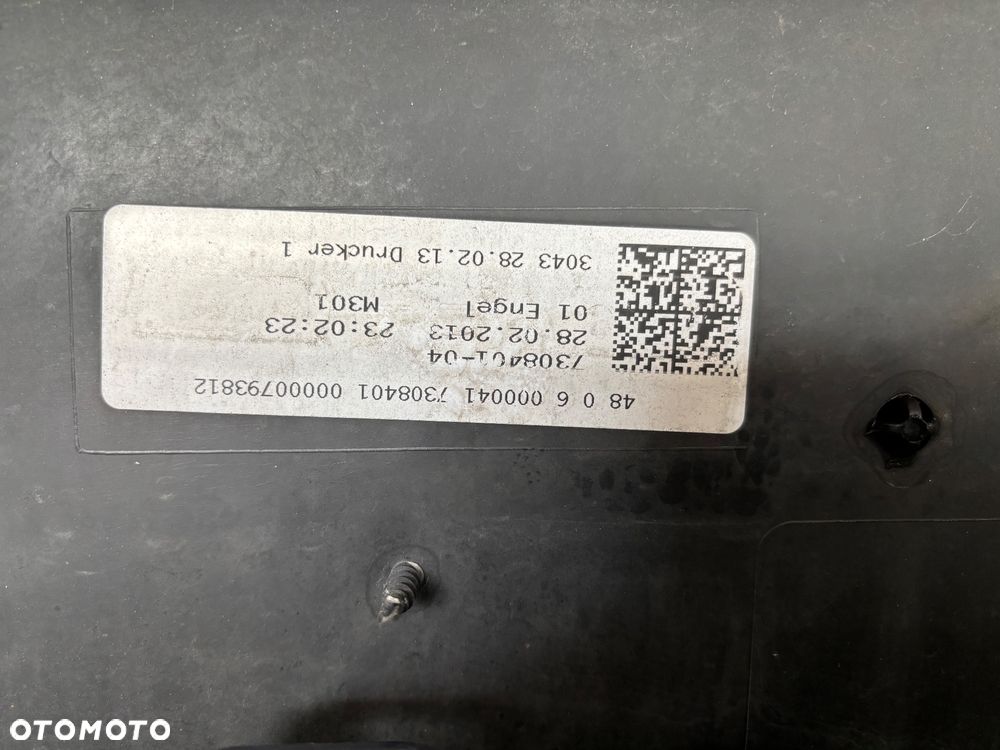 48 0 6 000041 7308401 00000793812
7308401-04
28.02.2013 23:02:23
01 Engel M301
3043 28.02.13 Drucker 1
OTOMOTO